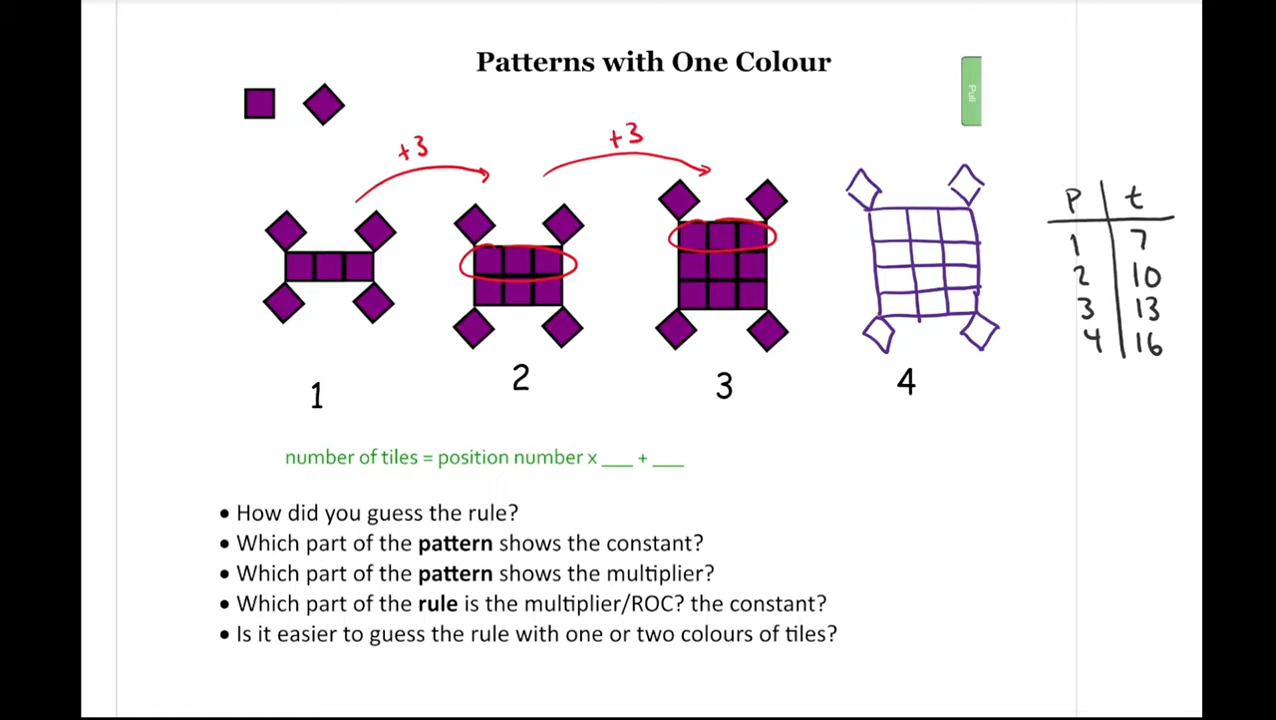 Patterns with One Colour
Pull
+3
+3
P t
1 7
2 10
3 13
4 16
1
2
3
4
number of tiles = position number x ___ + ___
• How did you guess the rule?
• Which part of the pattern shows the constant?
• Which part of the pattern shows the multiplier?
• Which part of the rule is the multiplier/ROC? the constant?
• Is it easier to guess the rule with one or two colours of tiles?